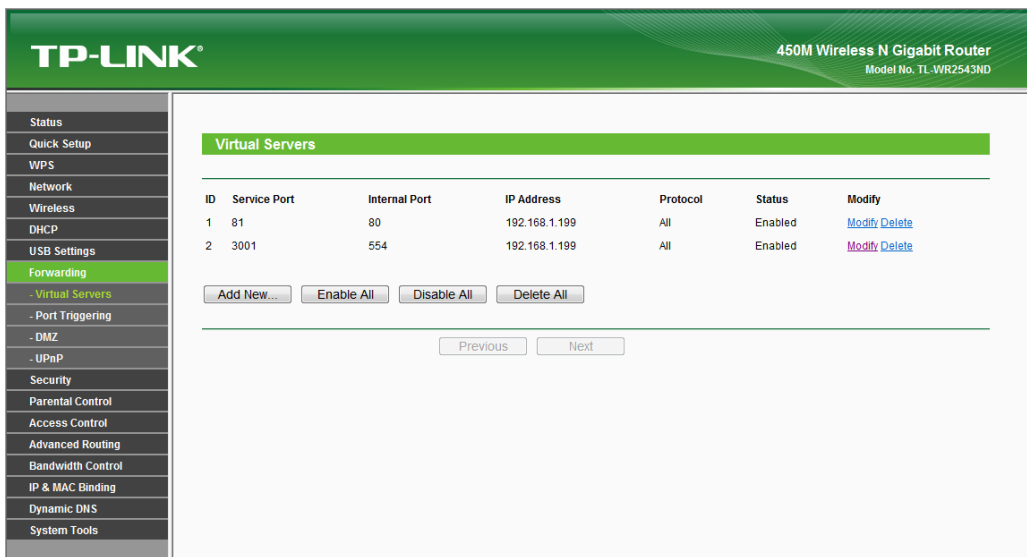 TP-LINK®
450M Wireless N Gigabit Router
Model No. TL-WR2543ND
Status
Quick Setup
WPS
Network
Wireless
DHCP
USB Settings
Forwarding
- Virtual Servers
- Port Triggering
- DMZ
- UPnP
Security
Parental Control
Access Control
Advanced Routing
Bandwidth Control
IP & MAC Binding
Dynamic DNS
System Tools
Virtual Servers
ID Service Port Internal Port IP Address Protocol Status Modify
1 81 80 192.168.1.199 All Enabled Modify Delete
2 3001 554 192.168.1.199 All Enabled Modify Delete
Add New... Enable All Disable All Delete All
Previous Next